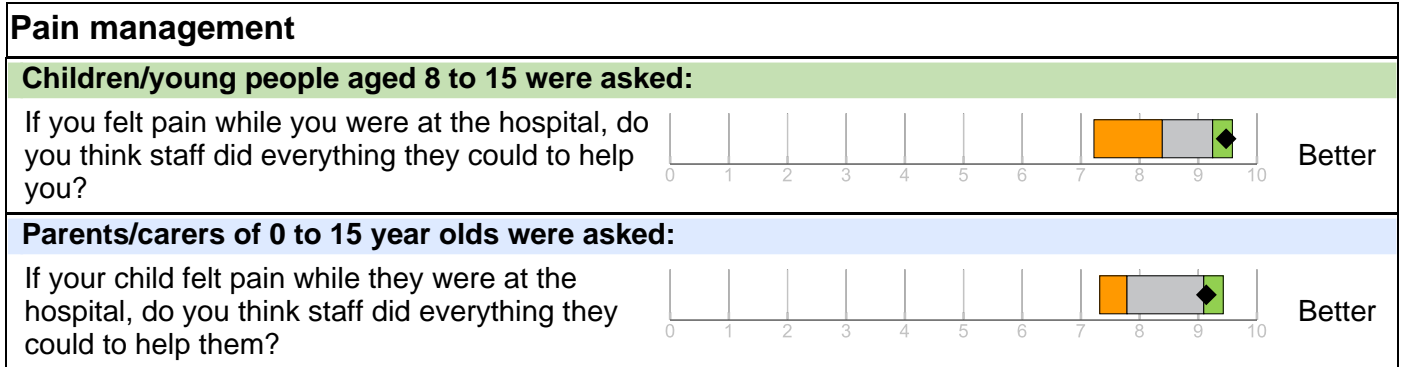 Pain management
Children/young people aged 8 to 15 were asked:
If you felt pain while you were at the hospital, do
you think staff did everything they could to help
you?
0 1 2 3 4 5 6 7 8 9 10
Better
Parents/carers of 0 to 15 year olds were asked:
If your child felt pain while they were at the
hospital, do you think staff did everything they
could to help them?
0 1 2 3 4 5 6 7 8 9 10
Better